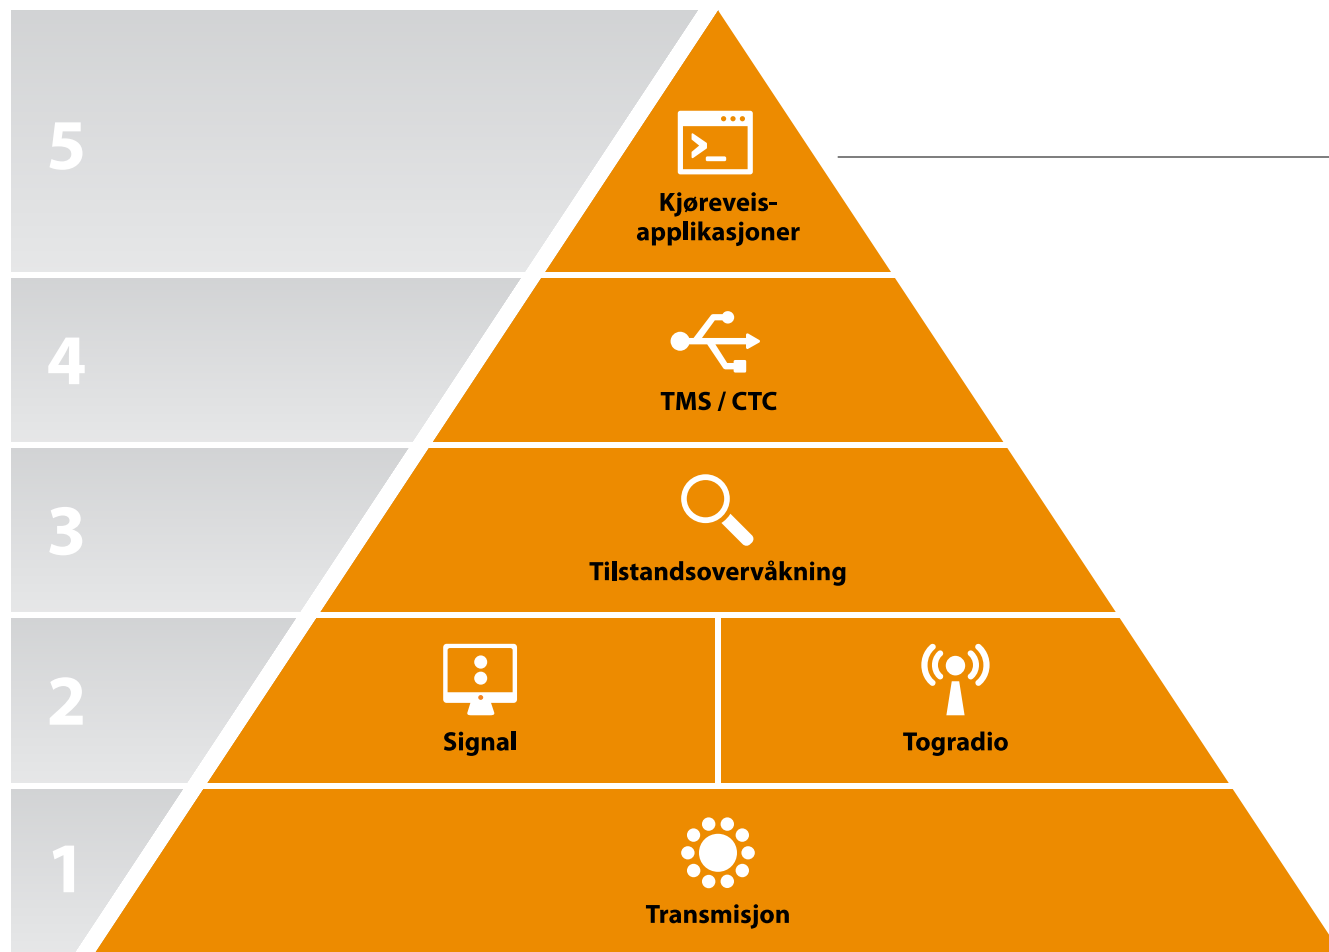 5
Kjøreveis-
applikasjoner
4
TMS / CTC
3
Tilstandsovervåkning
2
Signal
Togradio
1
Transmisjon